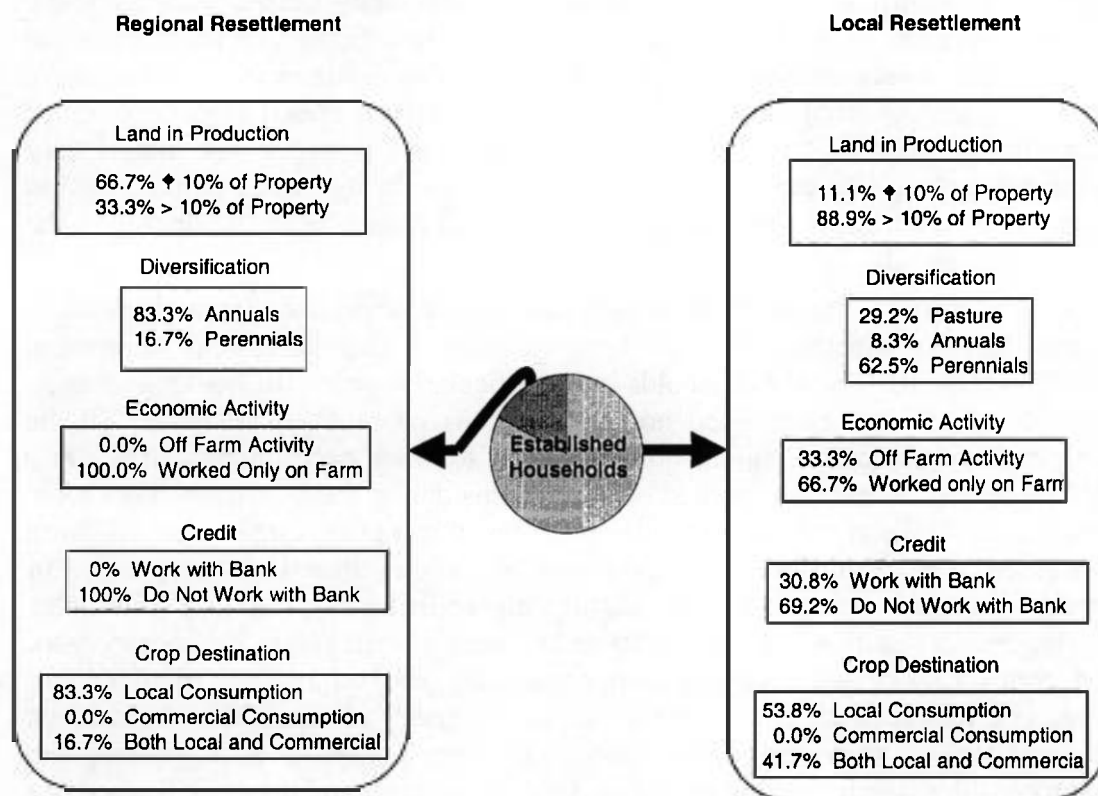 Regional Resettlement
Land in Production
66.7% ♦ 10% of Property
33.3% > 10% of Property
Diversification
83.3% Annuals
16.7% Perennials
Economic Activity
0.0% Off Farm Activity
100.0% Worked Only on Farm
Credit
0% Work with Bank
100% Do Not Work with Bank
Crop Destination
83.3% Local Consumption
0.0% Commercial Consumption
16.7% Both Local and Commercial
Established
Households
Local Resettlement
Land in Production
11.1% ♦ 10% of Property
88.9% > 10% of Property
Diversification
29.2% Pasture
8.3% Annuals
62.5% Perennials
Economic Activity
33.3% Off Farm Activity
66.7% Worked only on Farm
Credit
30.8% Work with Bank
69.2% Do Not Work with Bank
Crop Destination
53.8% Local Consumption
0.0% Commercial Consumption
41.7% Both Local and Commercia